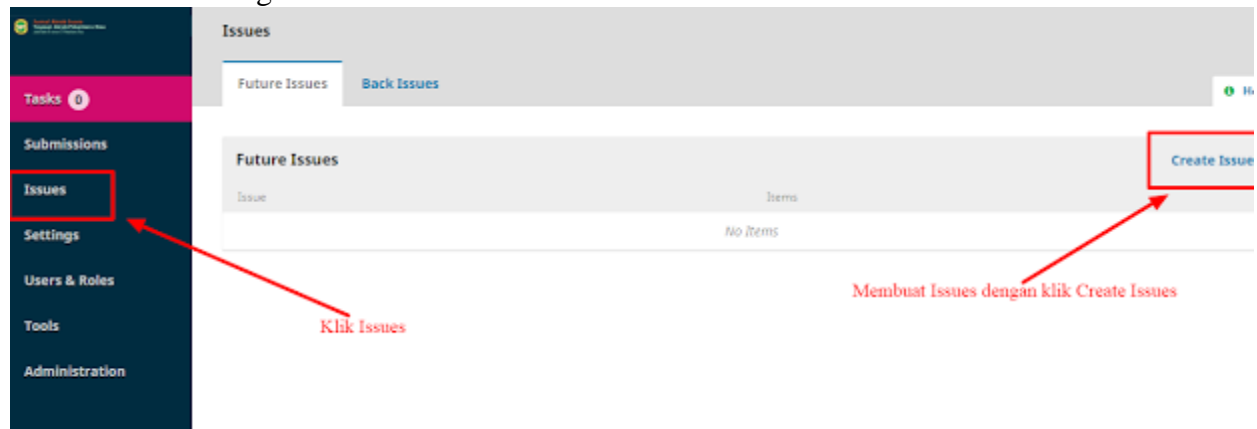 Issues
Future Issues
Back Issues
Tasks 0
Submissions
Future Issues
Create Issue
Issues
Issue
Items
Settings
No Items
Users & Roles
Membuat Issues dengan klik Create Issues
Klik Issues
Tools
Administration